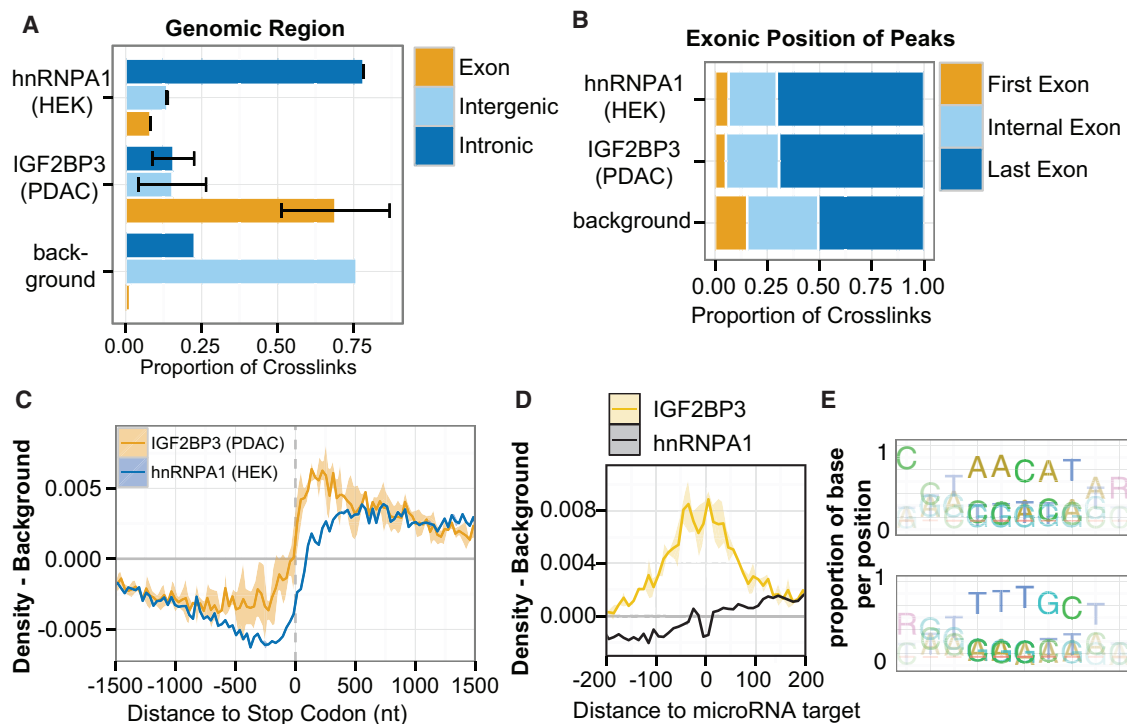 A
Genomic Region
hnRNPA1
(HEK)
IGF2BP3
(PDAC)
back-
ground
0.00 0.25 0.50 0.75
Proportion of Crosslinks
Exon
Intergenic
Intronic
B
Exonic Position of Peaks
hnRNPA1
(HEK)
IGF2BP3
(PDAC)
background
0.00 0.25 0.50 0.75 1.00
Proportion of Crosslinks
First Exon
Internal Exon
Last Exon
C
Density - Background
IGF2BP3 (PDAC)
hnRNPA1 (HEK)
0.005
0.000
-0.005
-1500 -1000 -500 0 500 1000 1500
Distance to Stop Codon (nt)
D
IGF2BP3
hnRNPA1
Density - Background
0.008
0.004
0.000
-200 -100 0 100 200
Distance to microRNA target
E
proportion of base
per position
1
0
C T A A C A T A R
1
0
R G T T T T G C T